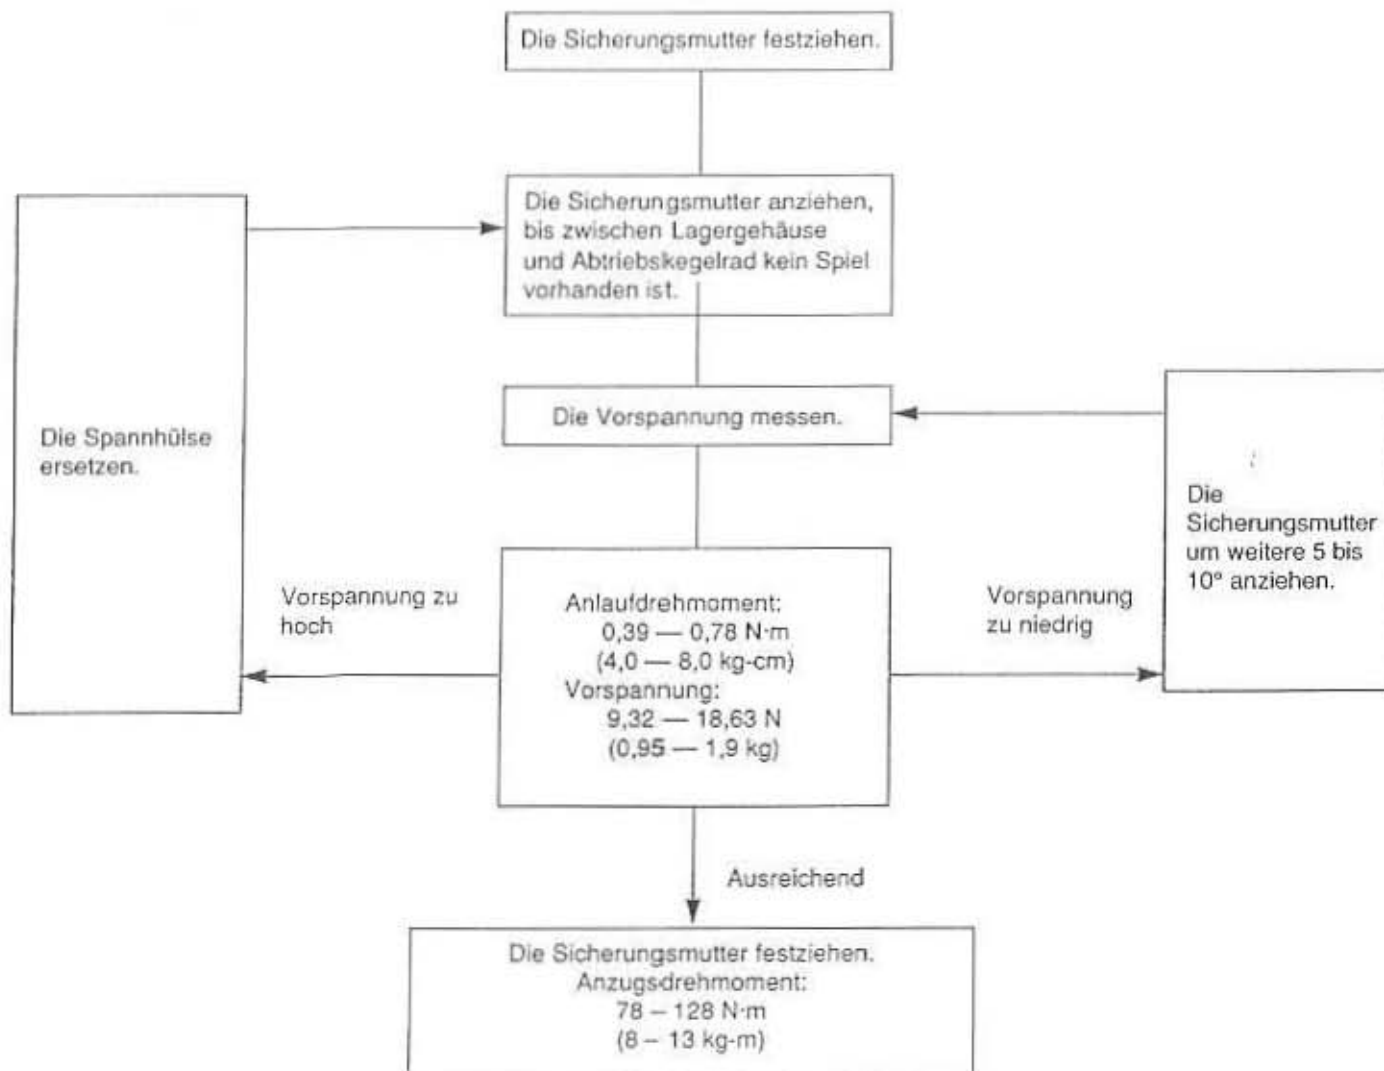 Die Sicherungsmutter festziehen.
Die Sicherungsmutter anziehen,
bis zwischen Lagergehäuse
und Abtriebskegelrad kein Spiel
vorhanden ist.
Die Vorspannung messen.
Die Spannhülse
ersetzen.
Die
Sicherungsmutter
um weitere 5 bis
10° anziehen.
Vorspannung zu
hoch
Anlaufdrehmoment:
0,39 — 0,78 N·m
(4,0 — 8,0 kg-cm)
Vorspannung:
9,32 — 18,63 N
(0,95 — 1,9 kg)
Vorspannung
zu niedrig
Ausreichend
Die Sicherungsmutter festziehen.
Anzugsdrehmoment:
78 – 128 N·m
(8 – 13 kg-m)